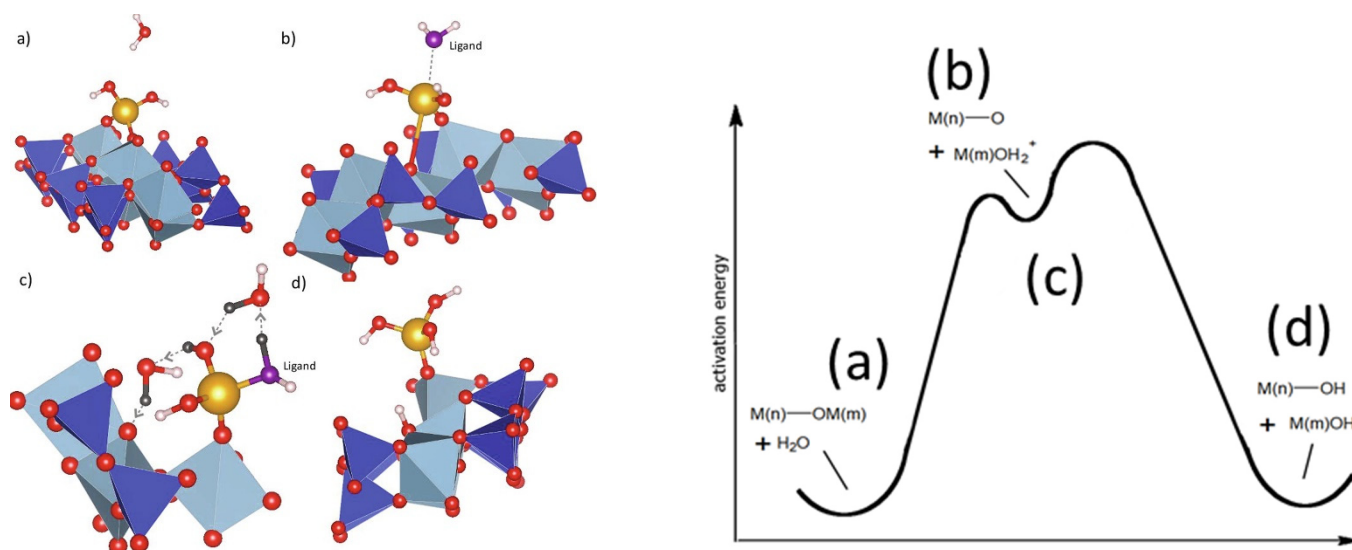 a)
b)
Ligand
c)
Ligand
d)
activation energy
(a)
M(n)—OM(m)
+ H₂O
(b)
M(n)—O
+ M(m)OH₂⁺
(c)
(d)
M(n)—OH
+ M(m)OH